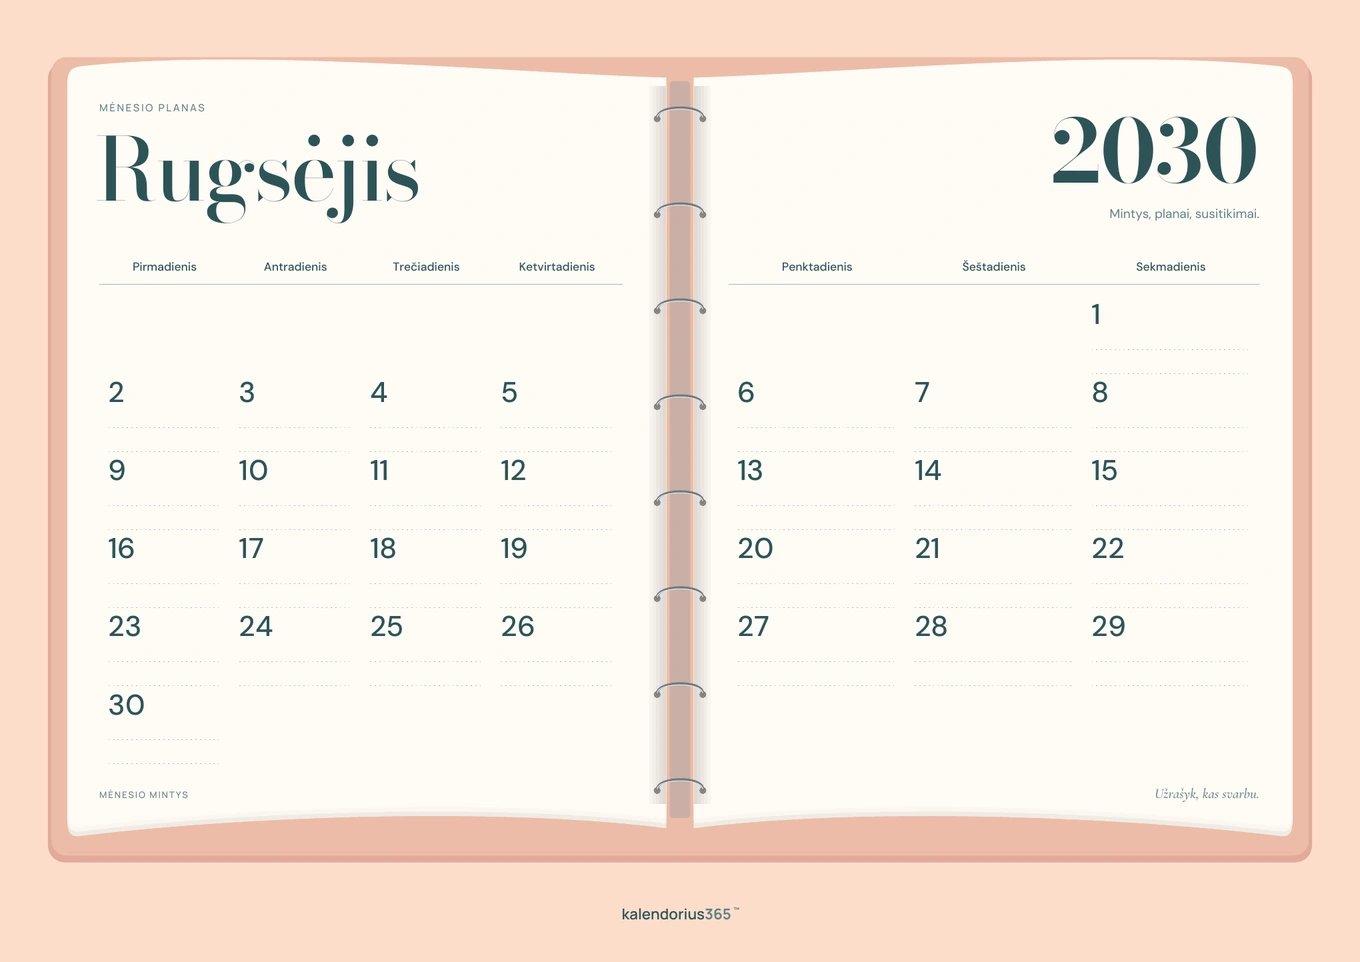 MĖNESIO PLANAS
Rugsėjis
2030
Mintys, planai, susitikimai.
Pirmadienis Antradienis Trečiadienis Ketvirtadienis Penktadienis Šeštadienis Sekmadienis
1
2 3 4 5 6 7 8
9 10 11 12 13 14 15
16 17 18 19 20 21 22
23 24 25 26 27 28 29
30
MĖNESIO MINTYS
Užrašyk, kas svarbu.
kalendorius365™